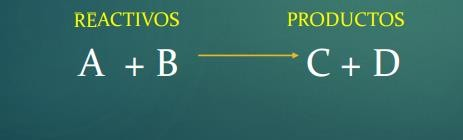 REACTIVOS PRODUCTOS
A + B → C + D